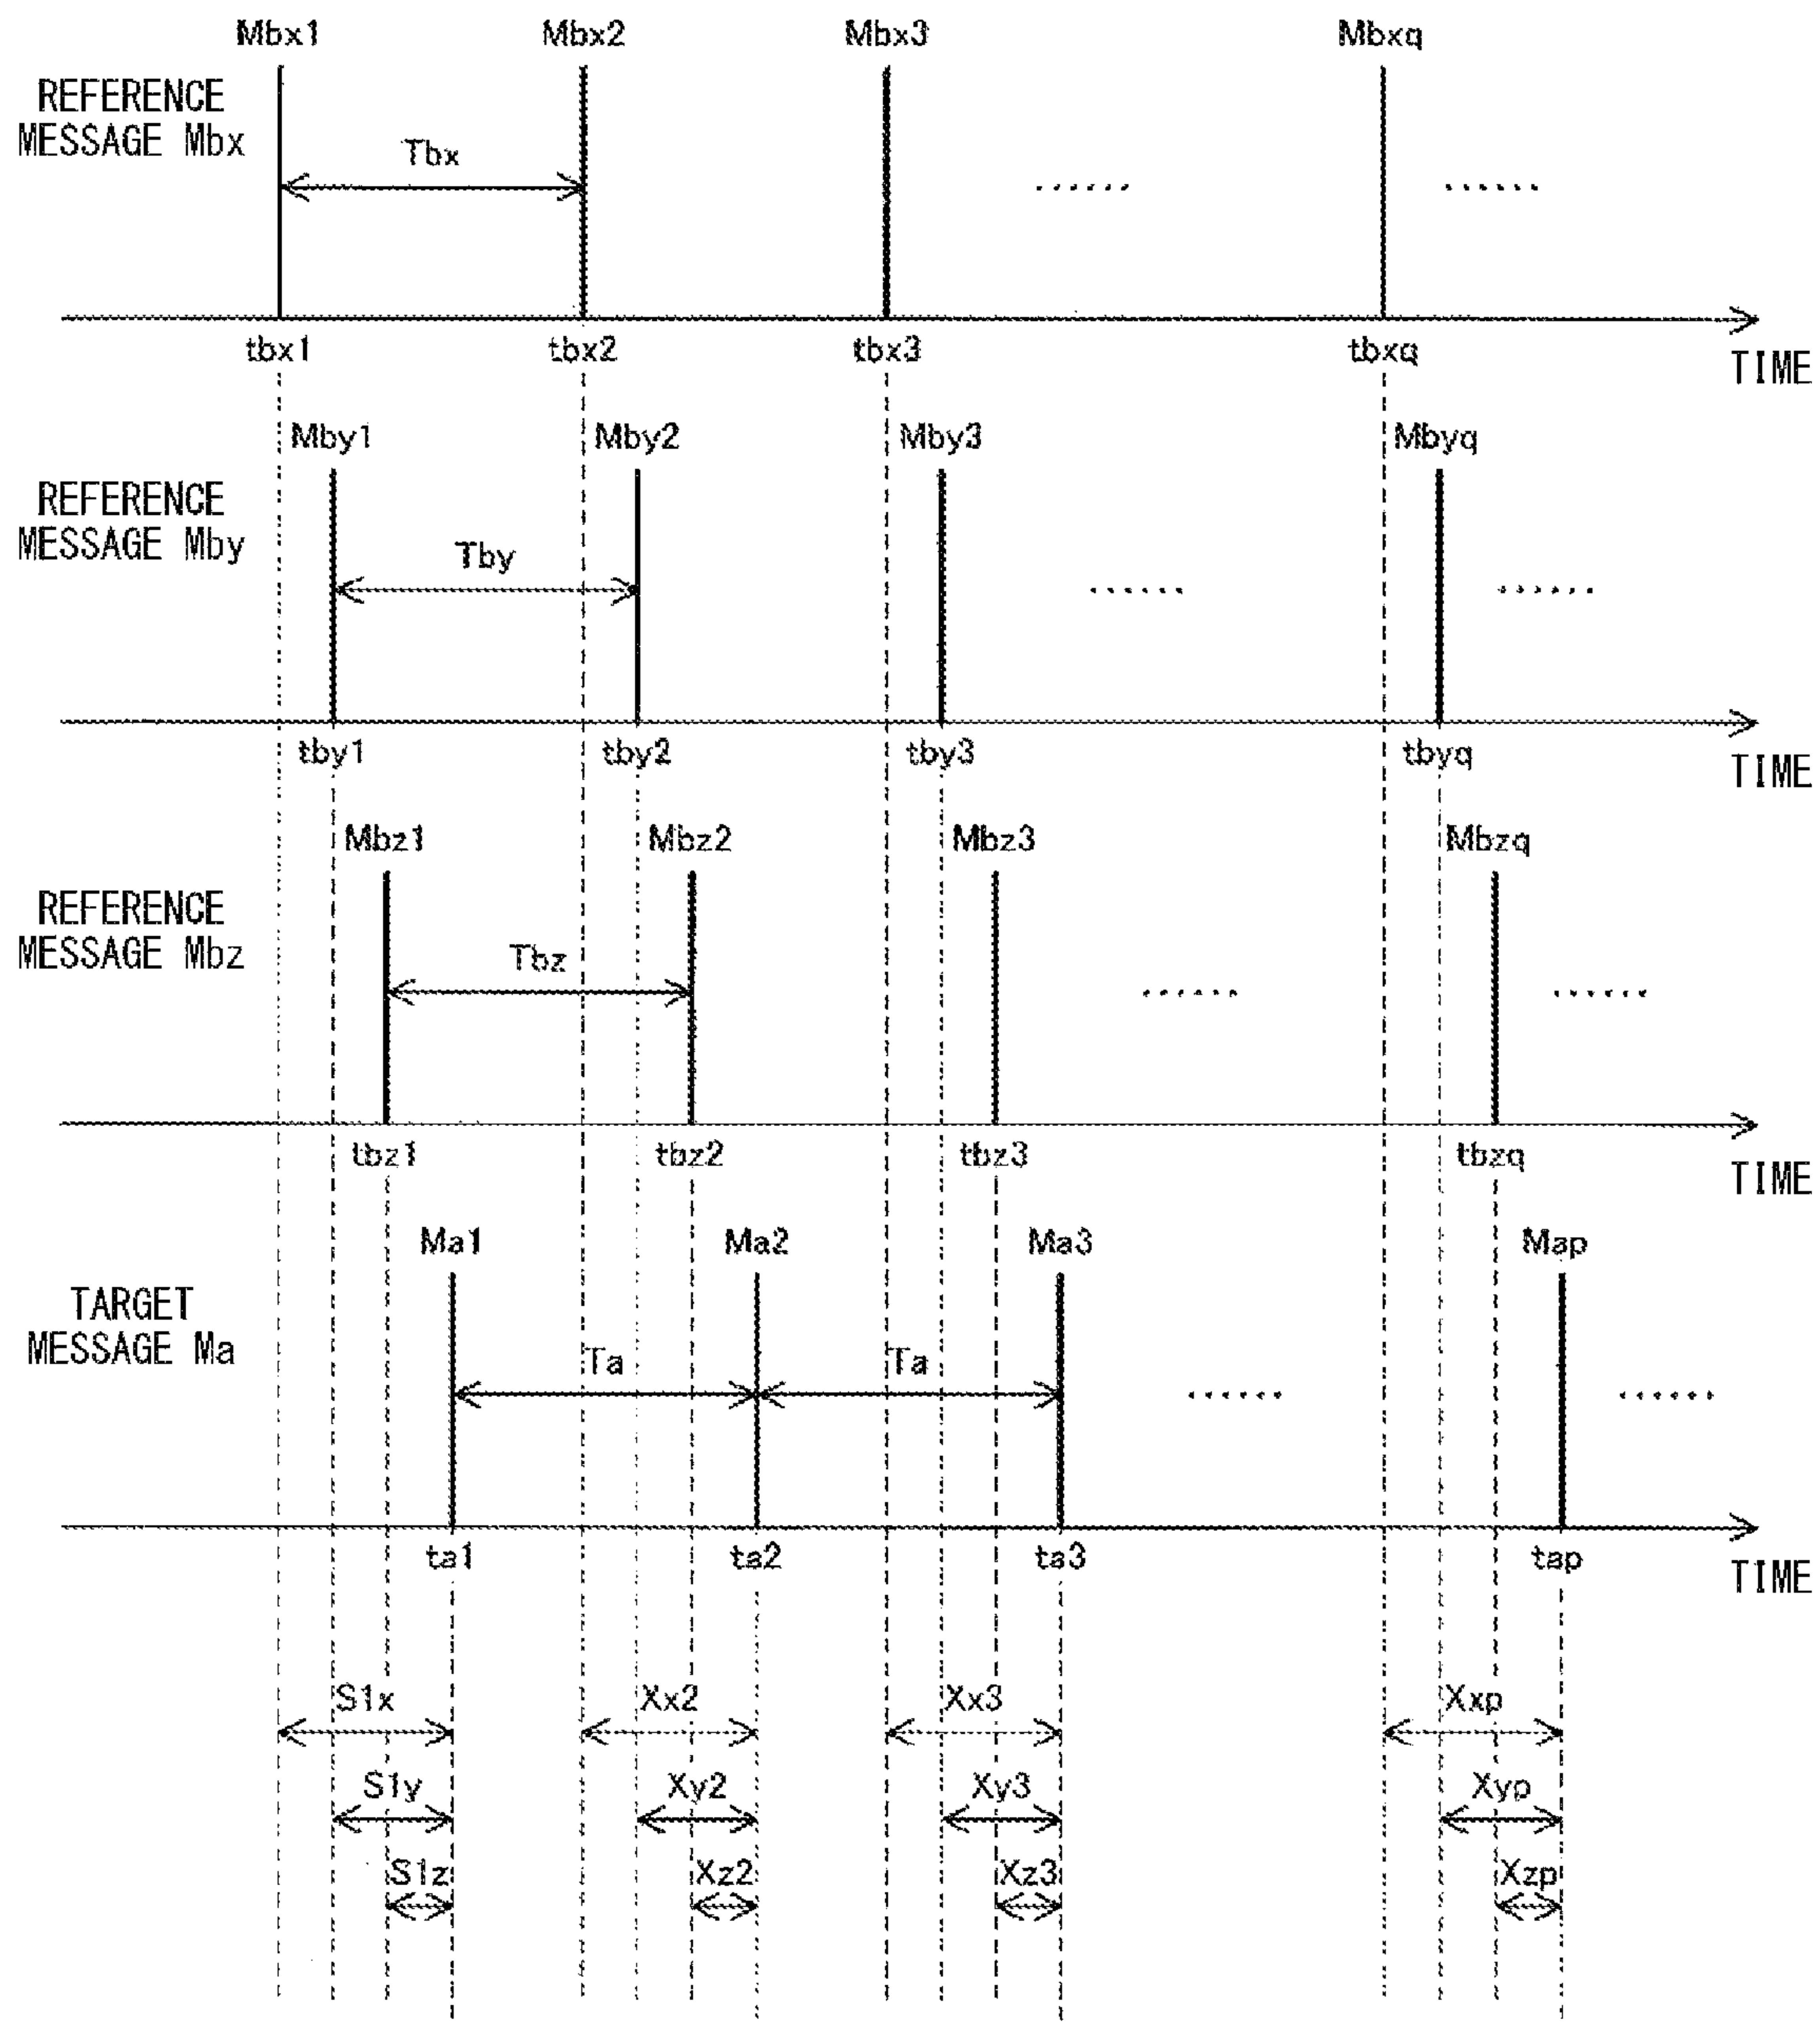 Mbx1 Mbx2 Mbx3 Mbxq
REFERENCE
MESSAGE Mbx
Tbx
......
......
tbx1 tbx2 tbx3 tbxq
TIME
Mby1 Mby2 Mby3 Mbyq
REFERENCE
MESSAGE Mby
Tby
......
......
tby1 tby2 tby3 tbyq
TIME
Mbz1 Mbz2 Mbz3 Mbzq
REFERENCE
MESSAGE Mbz
Tbz
......
......
tbz1 tbz2 tbz3 tbzq
TIME
Ma1 Ma2 Ma3 Map
TARGET
MESSAGE Ma
Ta Ta
......
......
ta1 ta2 ta3 tap
TIME
S1x Xx2 Xx3 Xxp
S1y Xy2 Xy3 Xyp
S1z Xz2 Xz3 Xzp